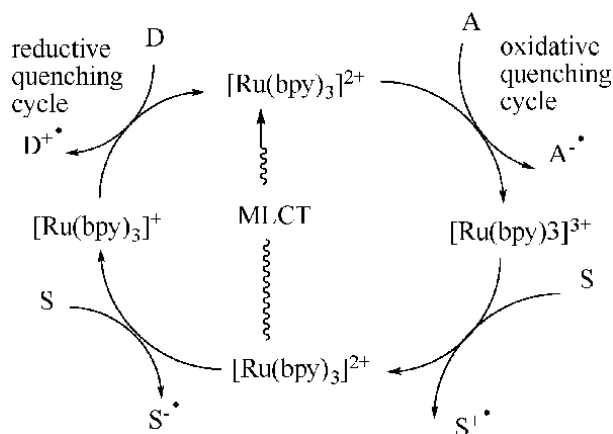 reductive
quenching
cycle
D
A
oxidative
quenching
cycle
[Ru(bpy)₃]²⁺
D⁺•
A⁻•
[Ru(bpy)₃]⁺
MLCT
[Ru(bpy)3]³⁺
S
S
[Ru(bpy)₃]²⁺
S⁻•
S⁺•